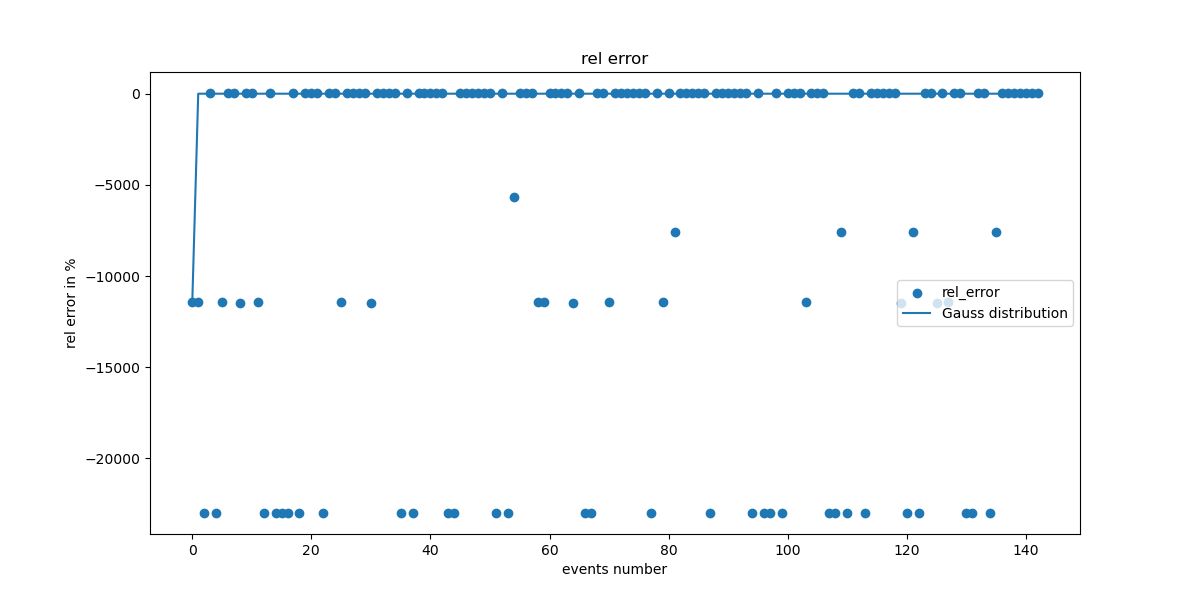 rel error
0
−5000
−10000
−15000
−20000
rel error in %
rel_error
Gauss distribution
0 20 40 60 80 100 120 140
events number